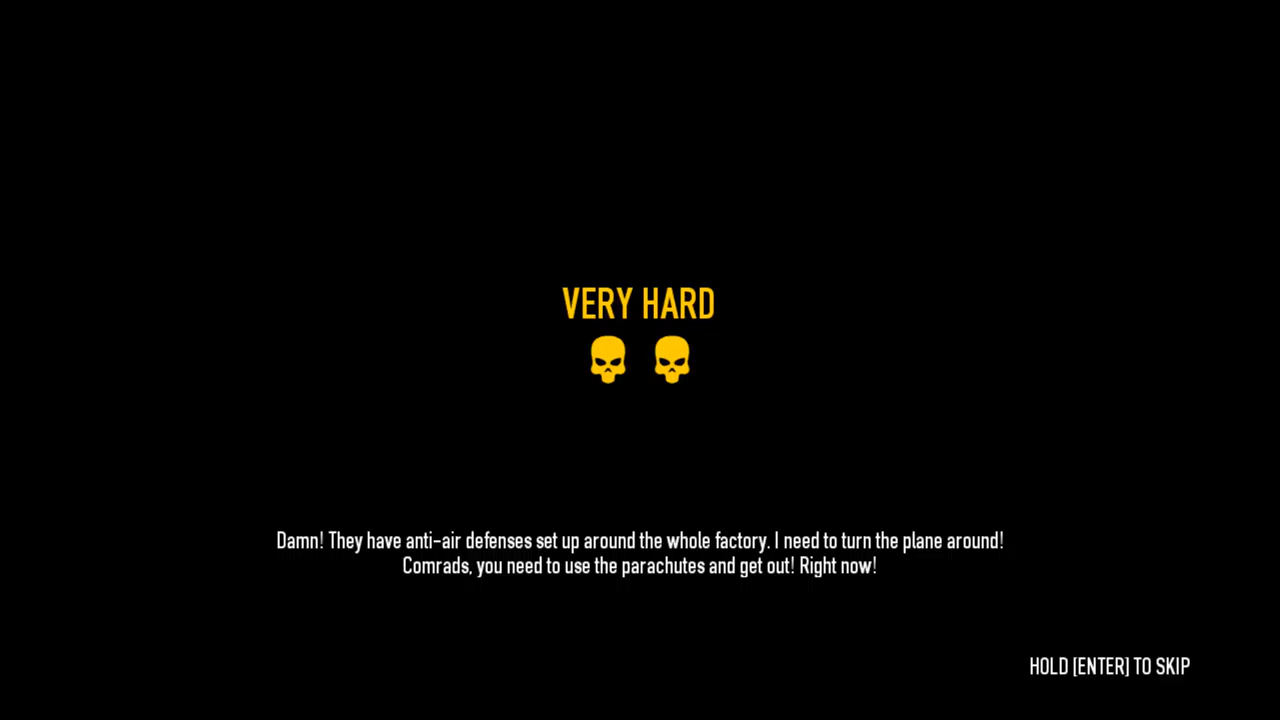 VERY HARD
Damn! They have anti-air defenses set up around the whole factory. I need to turn the plane around!
Comrads, you need to use the parachutes and get out! Right now!
HOLD [ENTER] TO SKIP